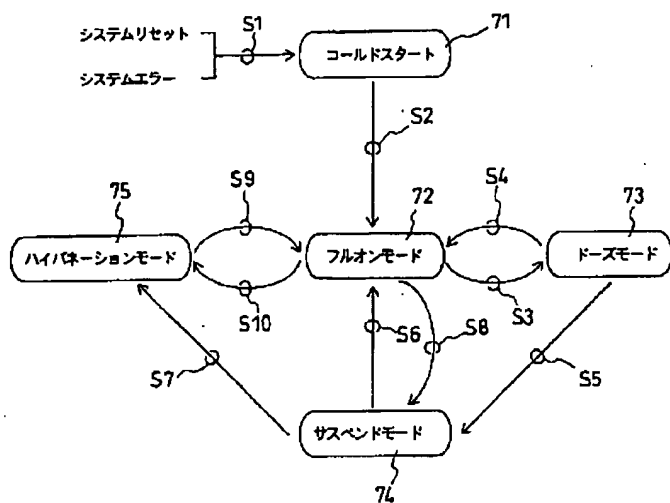 システムリセット
システムエラー
S1
71
コールドスタート
S2
75
S9
72
S4
73
ハイバネーションモード
フルオンモード
ドーズモード
S10
S6
S8
S3
S7
S5
サスペンドモード
74